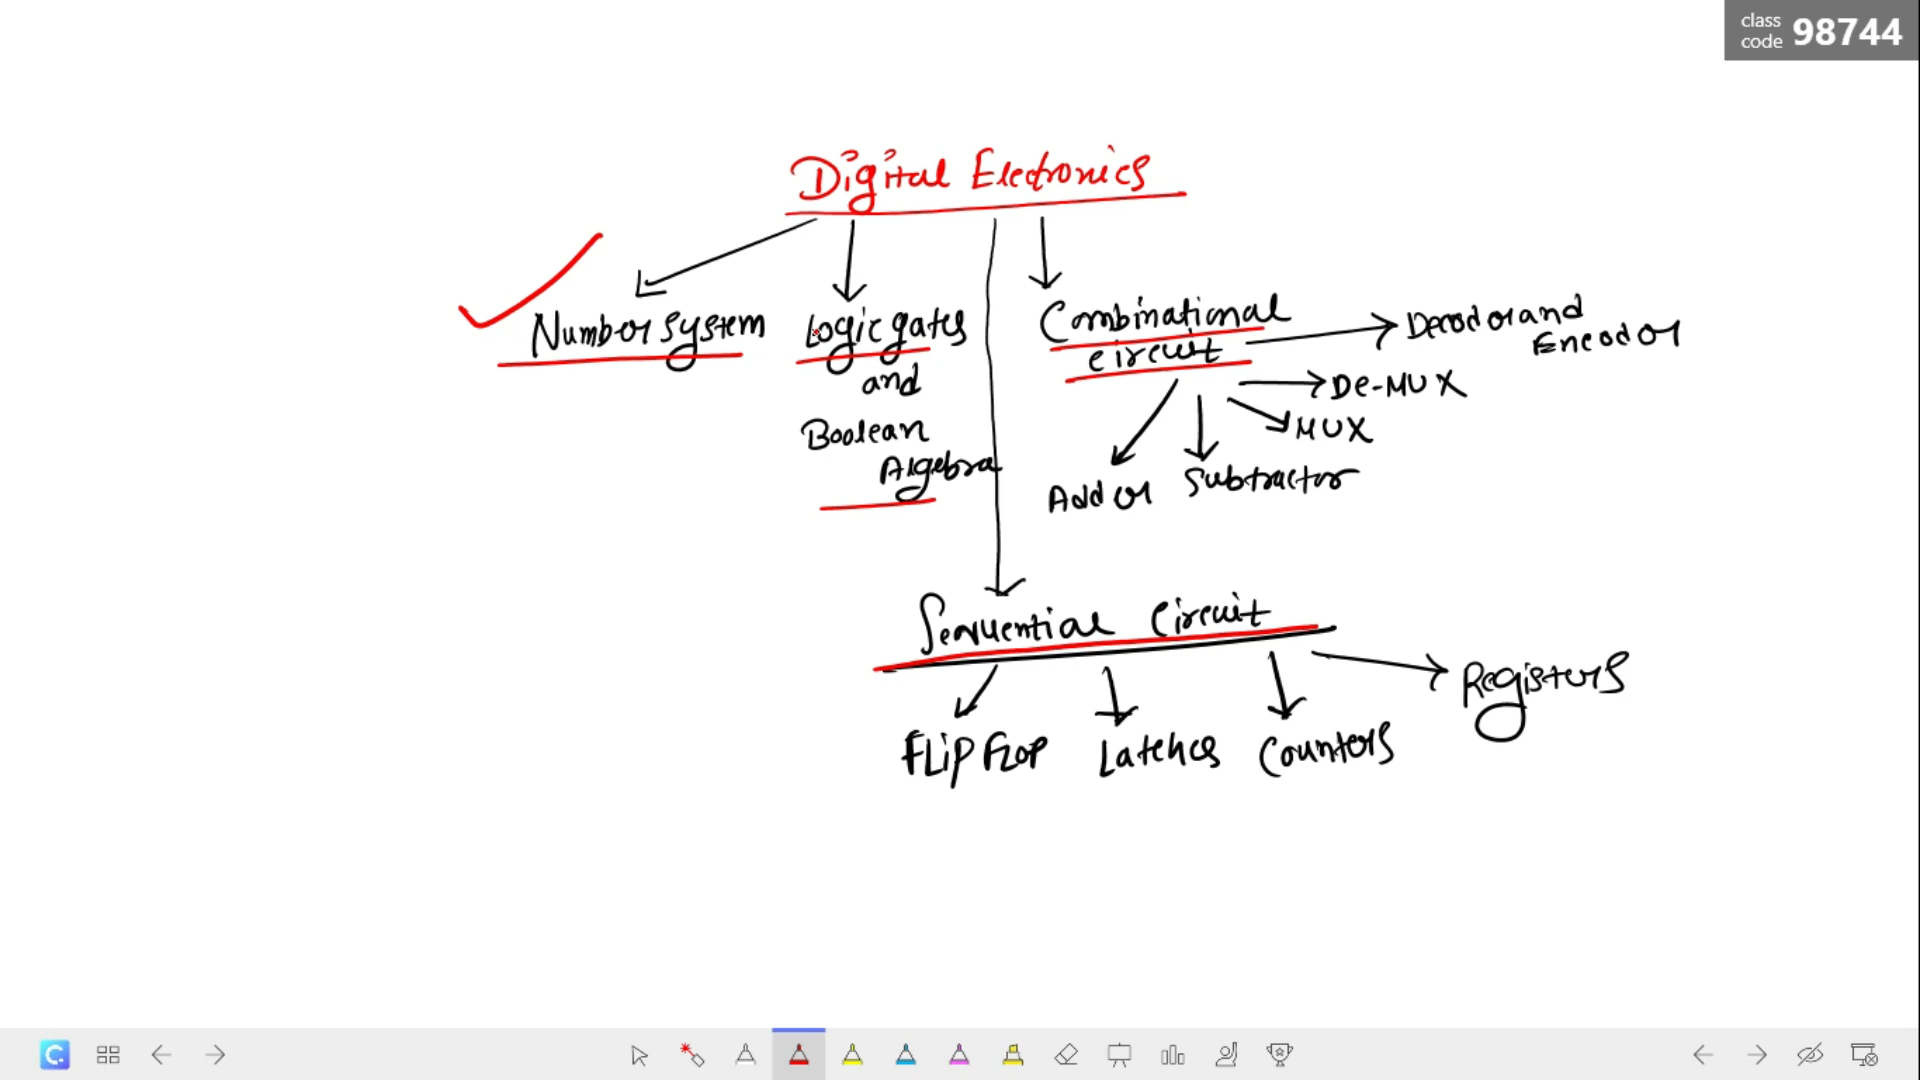 class code 98744
Digital Electronics
Number System
Logic gates
and
Boolean
Algebra
Combinational
circuit
Decoder and
Encoder
De-MUX
MUX
Adder
Subtractor
Sequential Circuit
Registers
FLiP FLOP
Latches
Counters